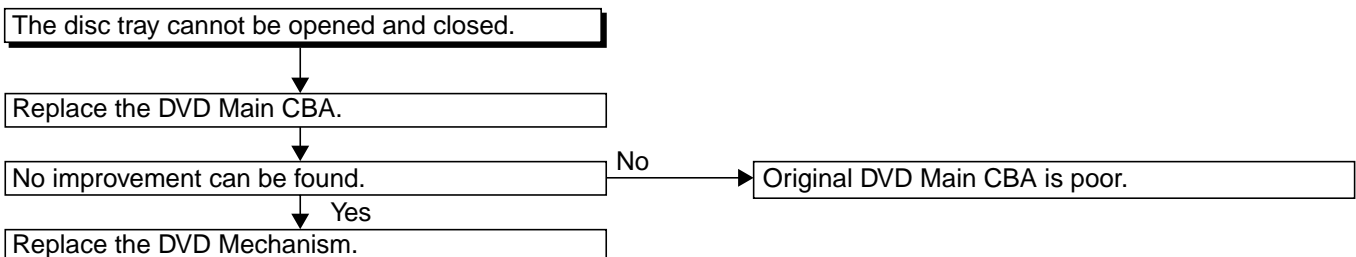 The disc tray cannot be opened and closed.
Replace the DVD Main CBA.
No improvement can be found.
No
Original DVD Main CBA is poor.
Yes
Replace the DVD Mechanism.